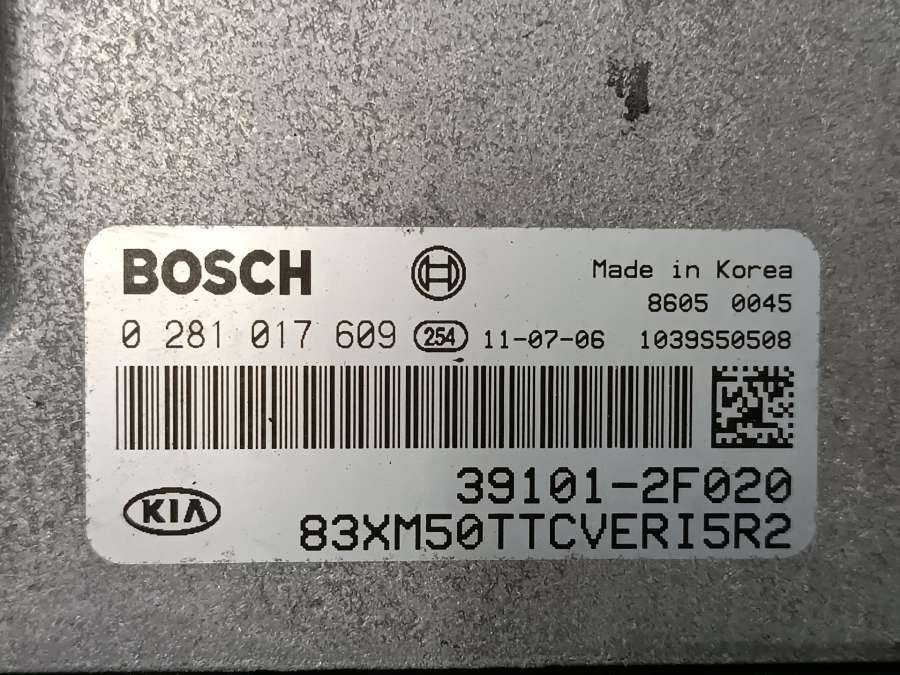 BOSCH
Made in Korea
8605 0045
0 281 017 609 254 11-07-06 1039S50508
39101-2F020
KIA
83XM50TTCVERI5R2